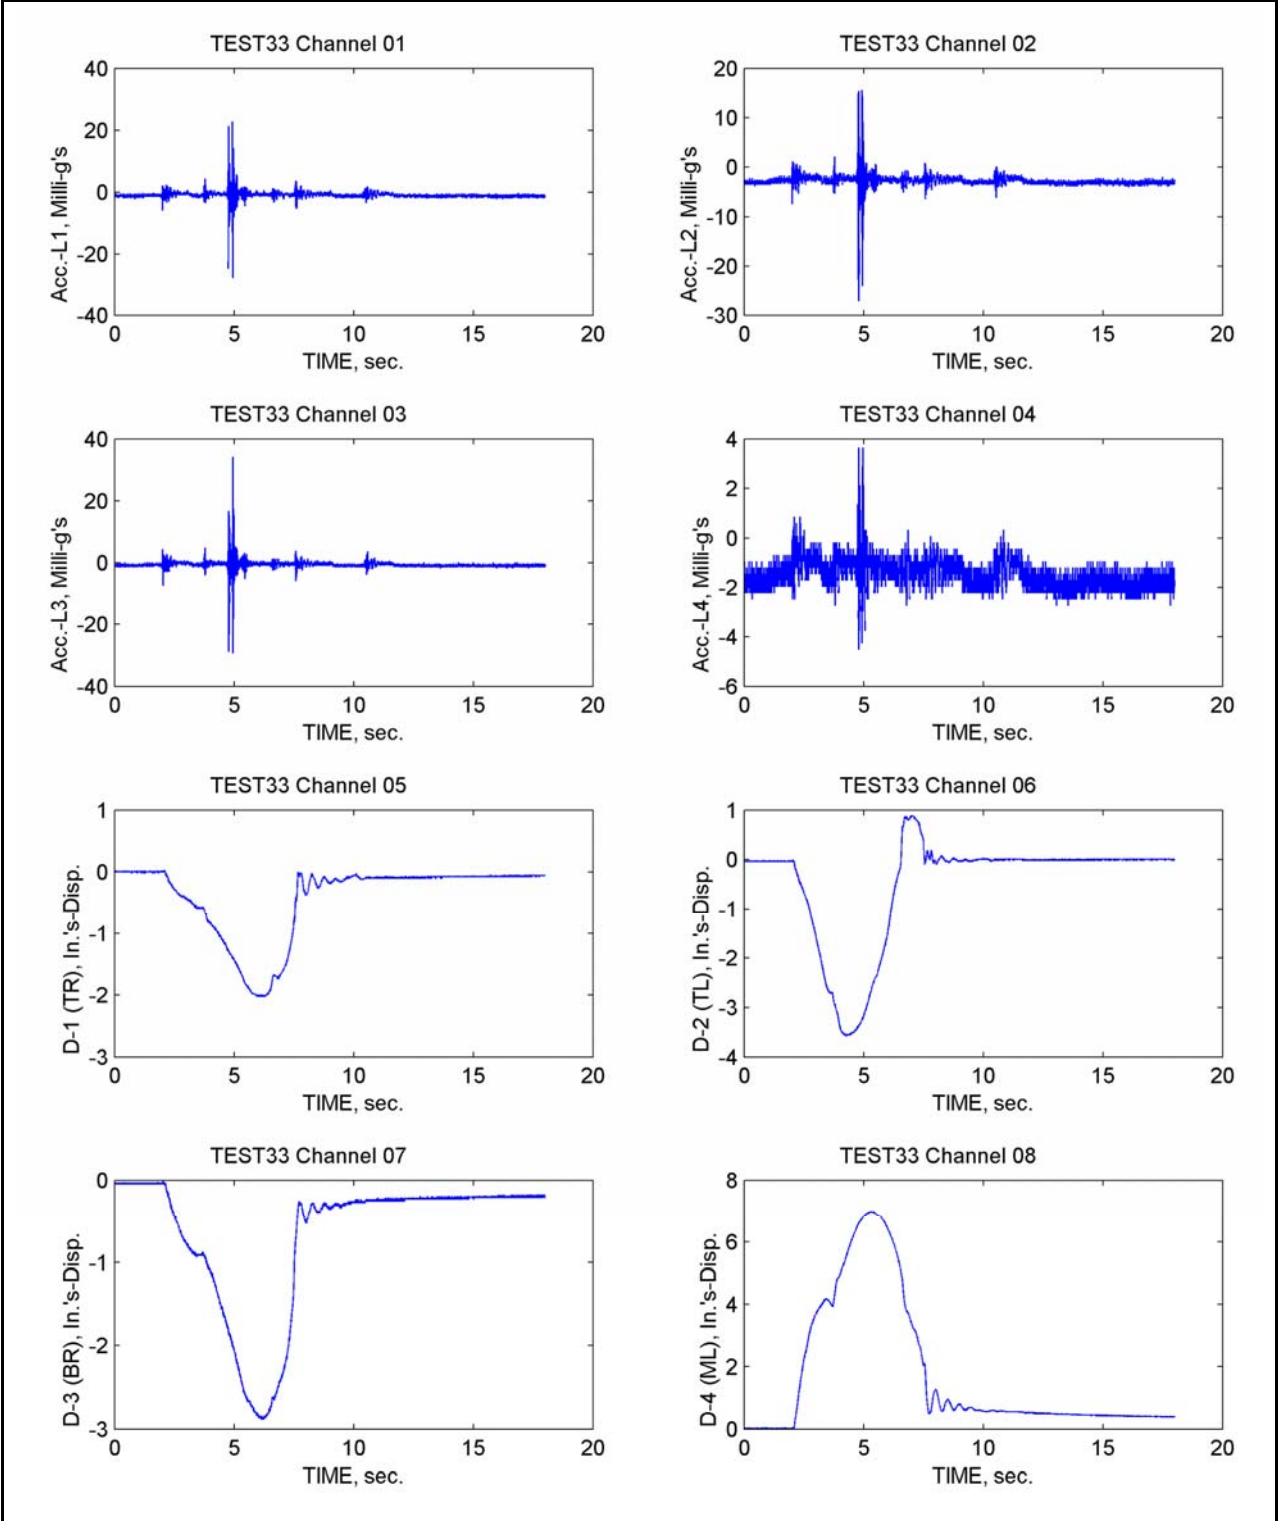 TEST33 Channel 01
40
20
0
-20
-40
Acc.-L1, Milli-g's
0 5 10 15 20
TIME, sec.
TEST33 Channel 02
20
10
0
-10
-20
-30
Acc.-L2, Milli-g's
0 5 10 15 20
TIME, sec.
TEST33 Channel 03
40
20
0
-20
-40
Acc.-L3, Milli-g's
0 5 10 15 20
TIME, sec.
TEST33 Channel 04
4
2
0
-2
-4
-6
Acc.-L4, Milli-g's
0 5 10 15 20
TIME, sec.
TEST33 Channel 05
1
0
-1
-2
-3
D-1 (TR), In.'s-Disp.
0 5 10 15 20
TIME, sec.
TEST33 Channel 06
1
0
-1
-2
-3
-4
D-2 (TL), In.'s-Disp.
0 5 10 15 20
TIME, sec.
TEST33 Channel 07
0
-1
-2
-3
D-3 (BR), In.'s-Disp.
0 5 10 15 20
TIME, sec.
TEST33 Channel 08
8
6
4
2
0
D-4 (ML), In.'s-Disp.
0 5 10 15 20
TIME, sec.